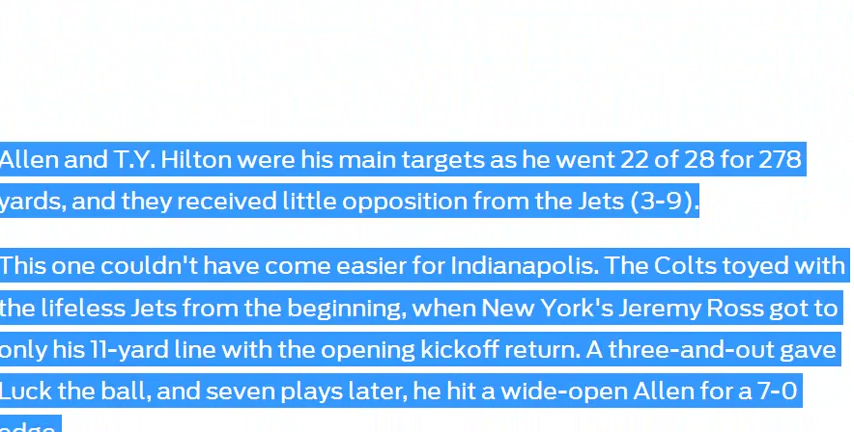 Allen and T.Y. Hilton were his main targets as he went 22 of 28 for 278
yards, and they received little opposition from the Jets (3-9).
This one couldn't have come easier for Indianapolis. The Colts toyed with
the lifeless Jets from the beginning, when New York's Jeremy Ross got to
only his 11-yard line with the opening kickoff return. A three-and-out gave
Luck the ball, and seven plays later, he hit a wide-open Allen for a 7-0
edge.